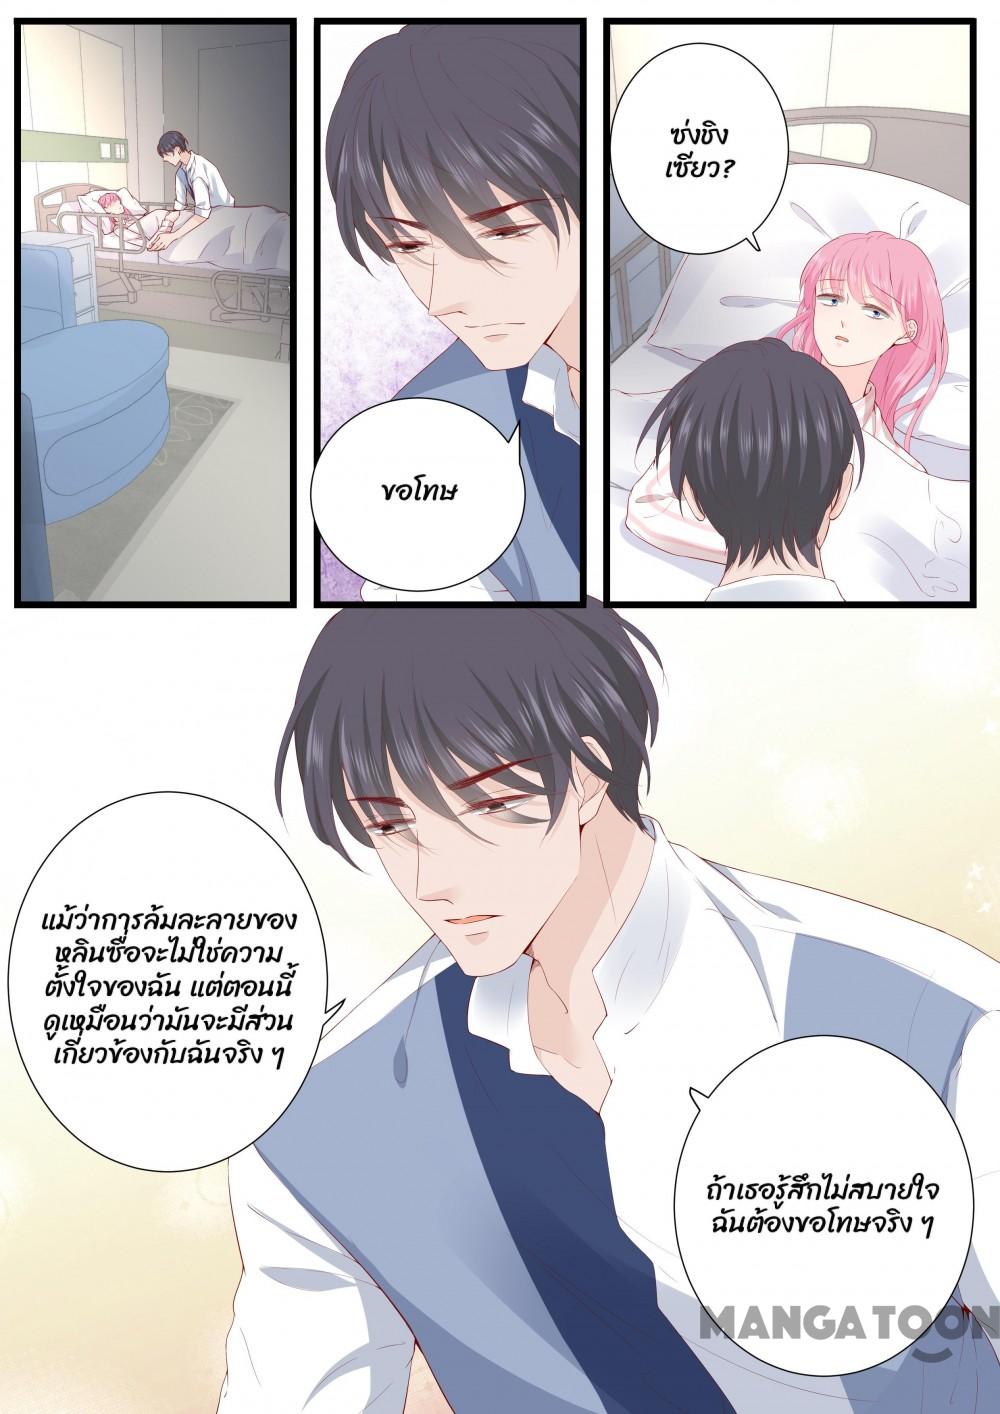 ซ่งชิง
เซียว?
ขอโทษ
แม้ว่าการล้มละลายของ
หลินซื่อจะไม่ใช่ความ
ตั้งใจของฉัน แต่ตอนนี้
ดูเหมือนว่ามันจะมีส่วน
เกี่ยวข้องกับฉันจริง ๆ
ถ้าเธอรู้สึกไม่สบายใจ
ฉันต้องขอโทษจริง ๆ
MANGATOON